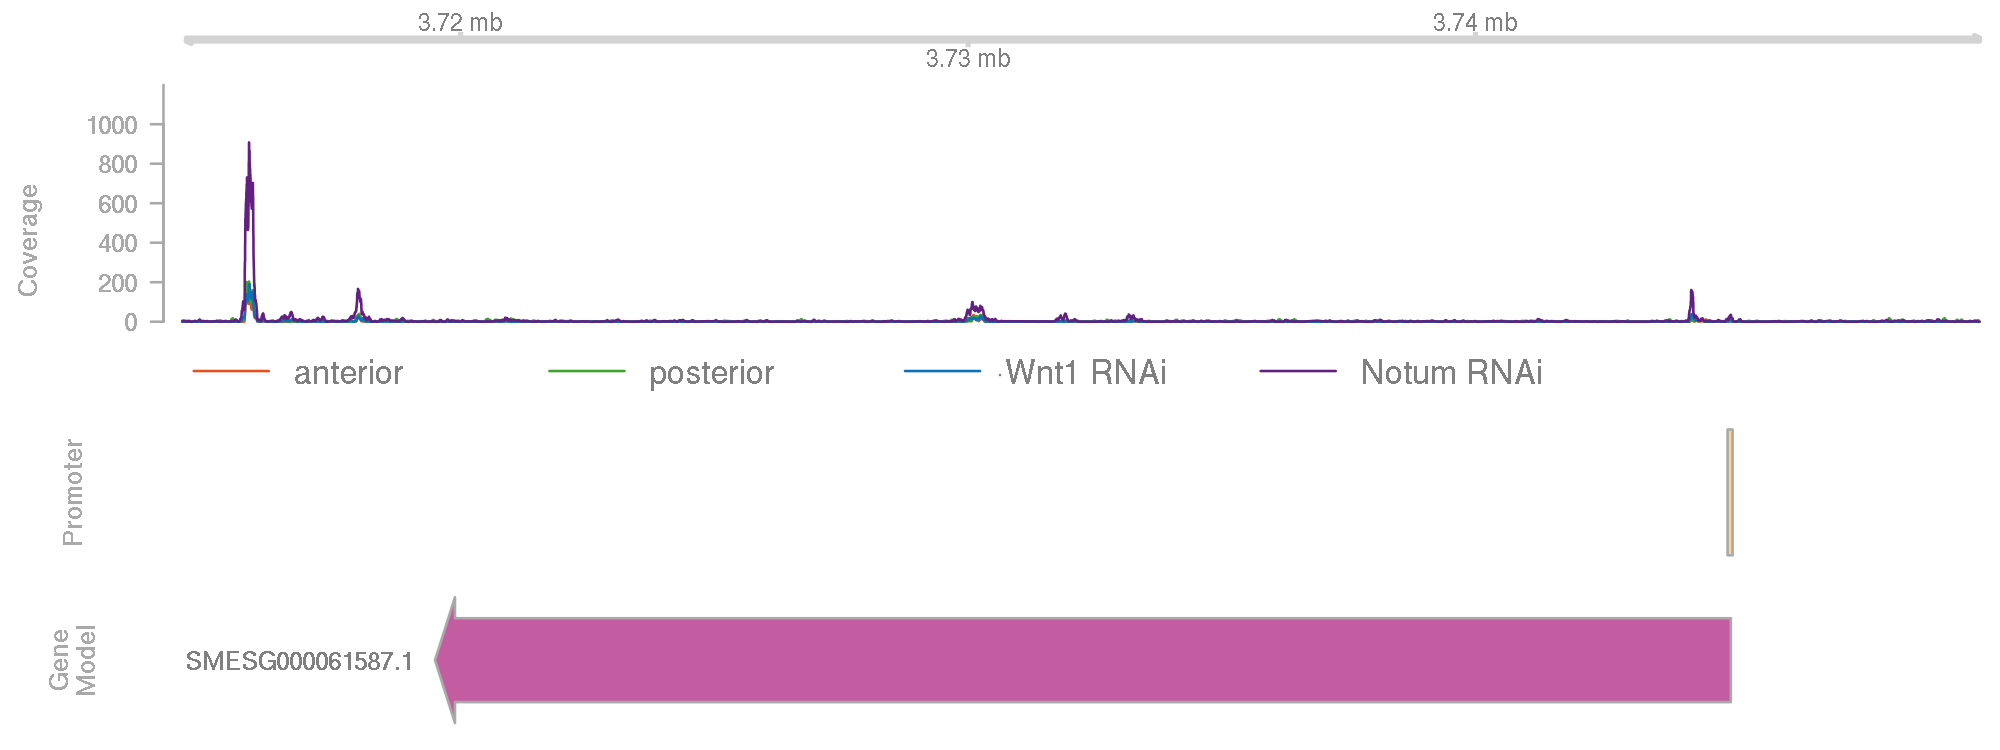 3.72 mb
3.74 mb
3.73 mb
Coverage
1000
800
600
400
200
0
anterior
posterior
Wnt1 RNAi
Notum RNAi
Promoter
Gene
Model
SMESG000061587.1